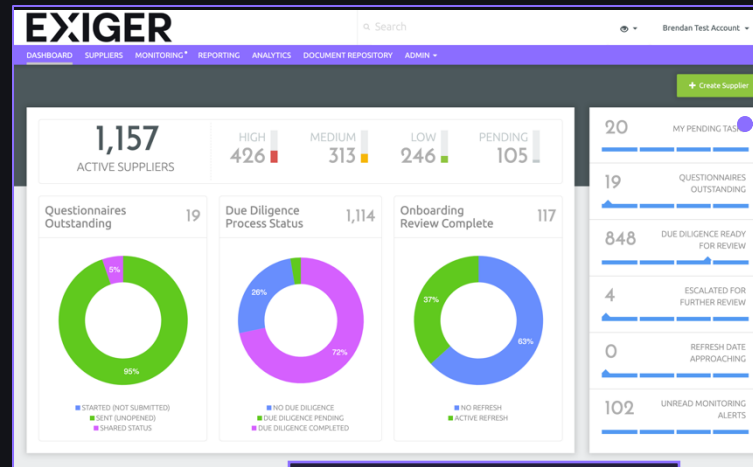 EXIGER
Search
Brendan Test Account
DASHBOARD SUPPLIERS MONITORING REPORTING ANALYTICS DOCUMENT REPOSITORY ADMIN
+ Create Supplier
1,157
ACTIVE SUPPLIERS
HIGH
426
MEDIUM
313
LOW
246
PENDING
105
Questionnaires
Outstanding
19
5%
95%
STARTED (NOT SUBMITTED)
SENT (UNOPENED)
SHARED STATUS
Due Diligence
Process Status
1,114
26%
72%
NO DUE DILIGENCE
DUE DILIGENCE PENDING
DUE DILIGENCE COMPLETED
Onboarding
Review Complete
117
37%
63%
NO REFRESH
ACTIVE REFRESH
20
MY PENDING
19
QUESTIONNAIRES
OUTSTANDING
848
DUE DILIGENCE READY
FOR REVIEW
4
ESCALATED FOR
FURTHER REVIEW
0
REFRESH DATE
APPROACHING
102
UNREAD MONITORING
ALERTS